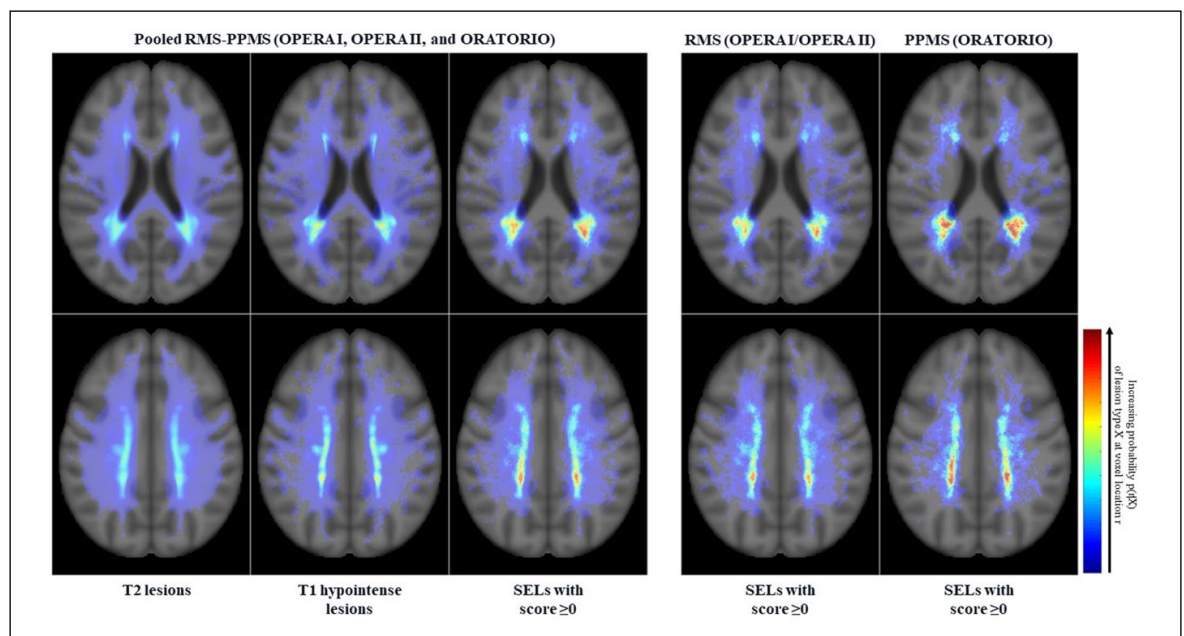 Pooled RMS-PPMS (OPERA I, OPERA II, and ORATORIO)
RMS (OPERA I/OPERA II)
PPMS (ORATORIO)
Increasing probability p(r|X)
of lesion type X at voxel location r
T2 lesions
T1 hypointense
lesions
SELs with
score ≥0
SELs with
score ≥0
SELs with
score ≥0